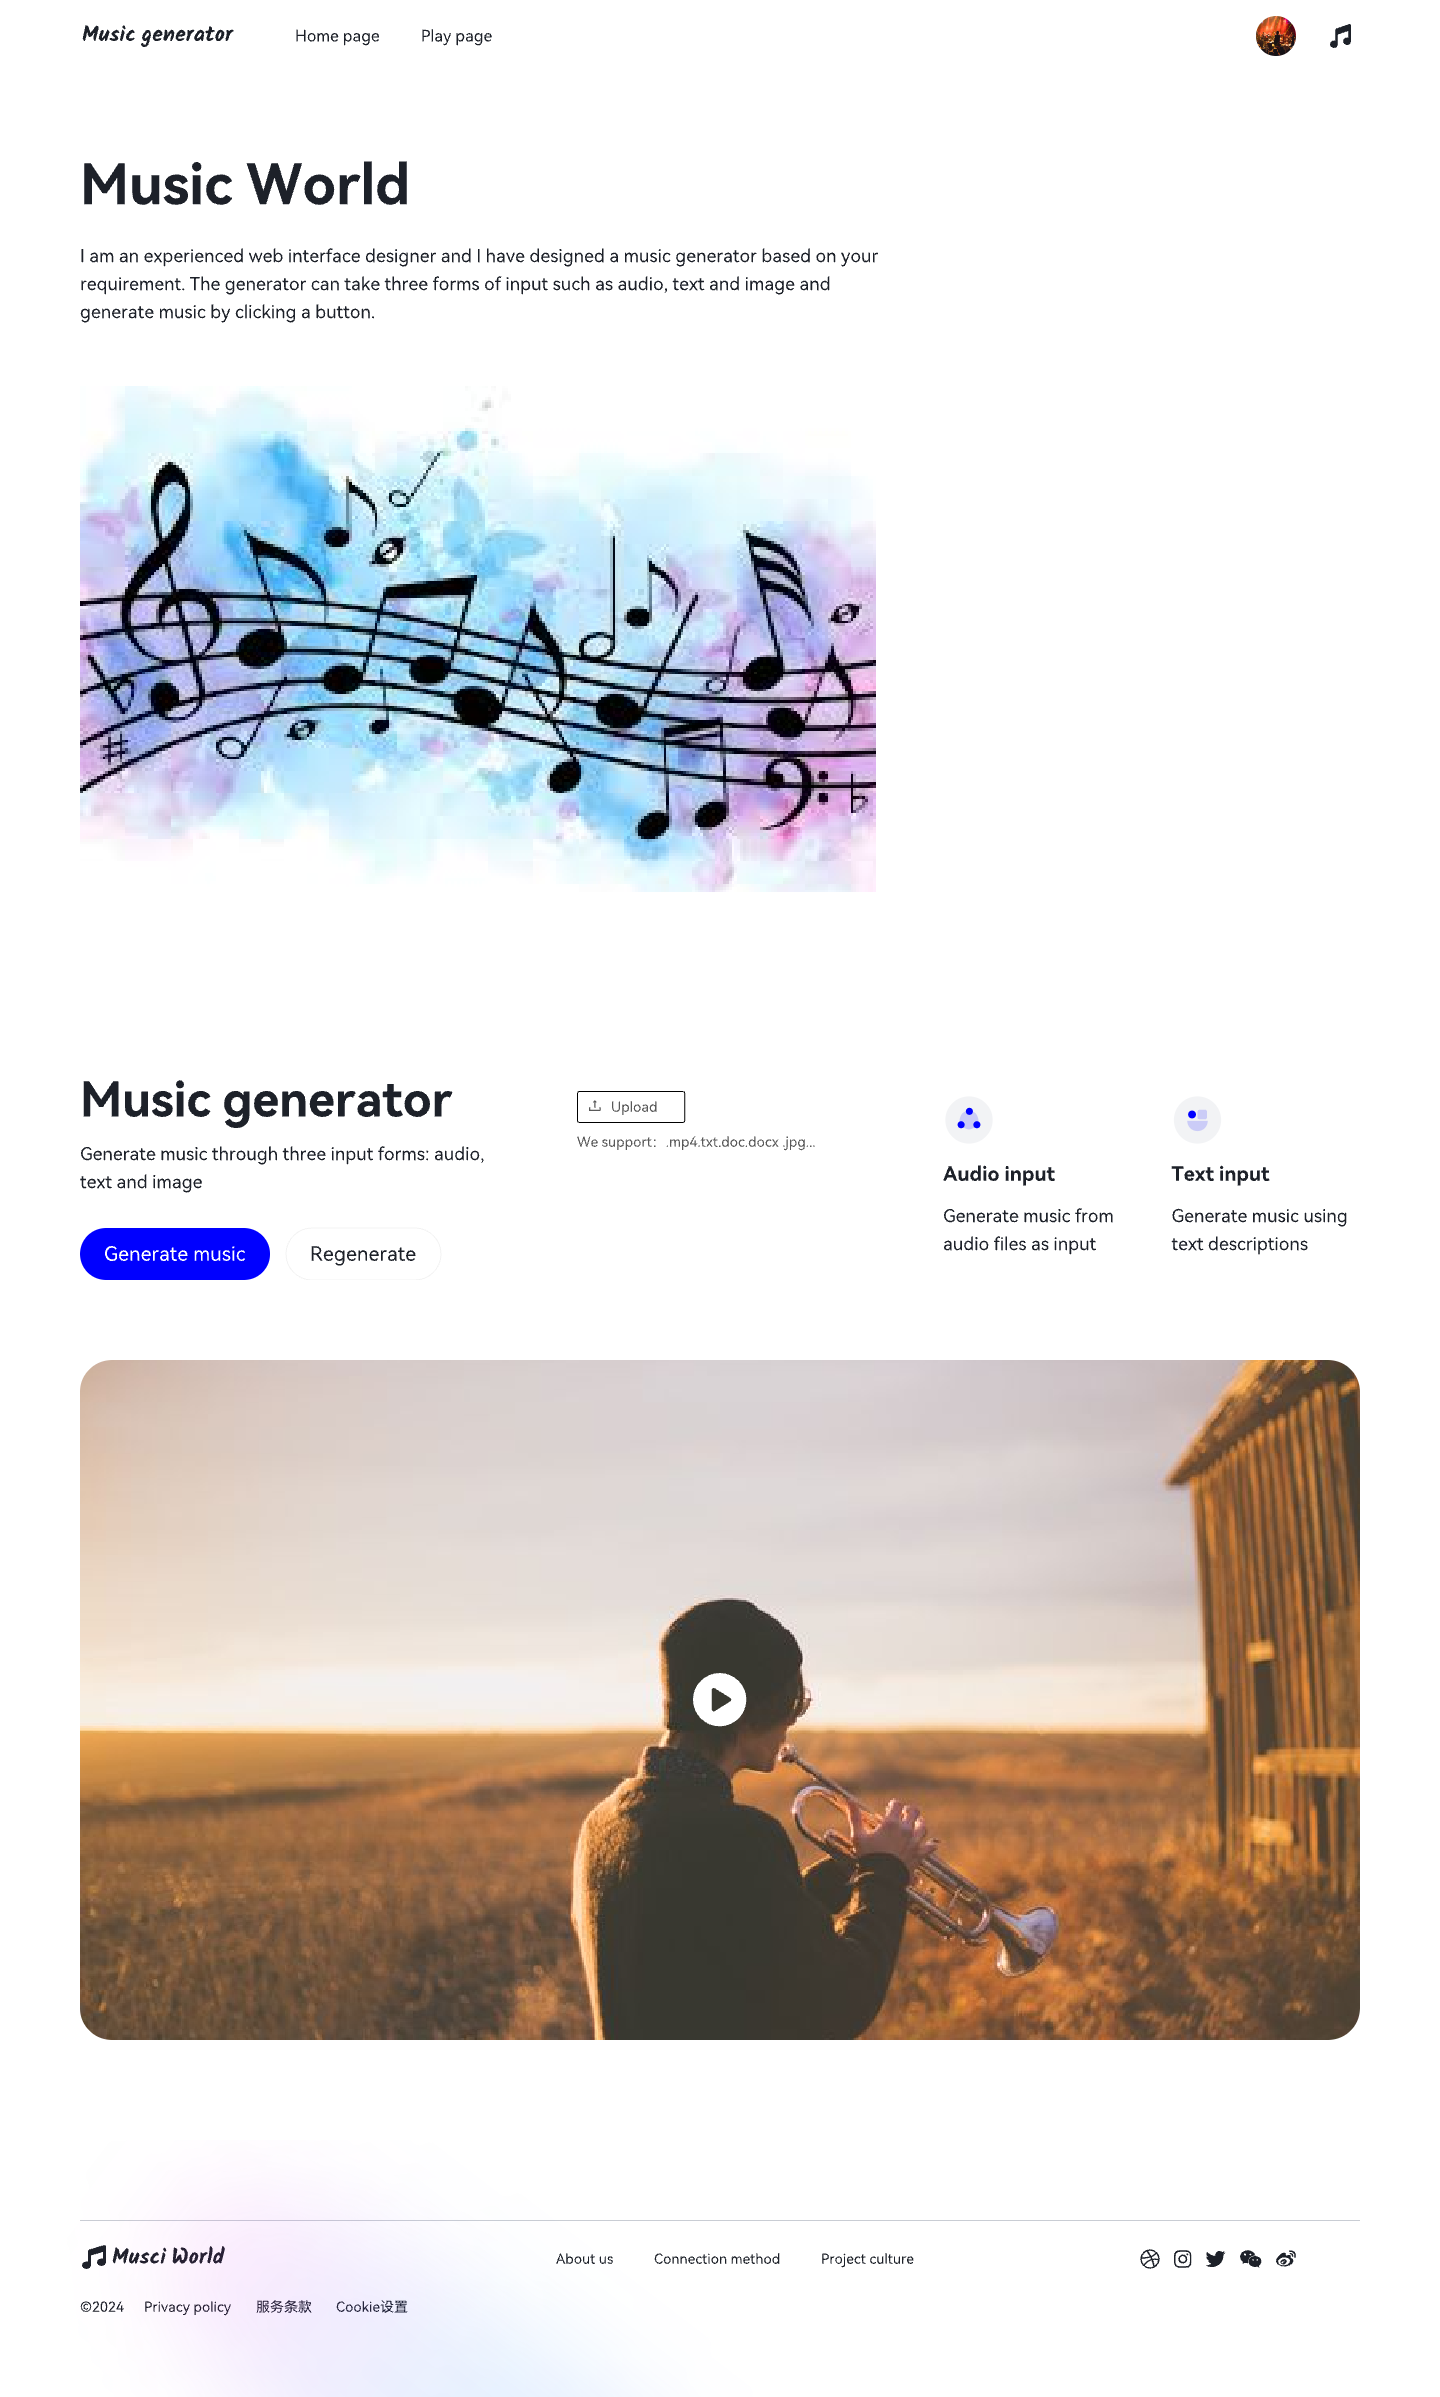 Music generator
Home page
Play page
Music World
I am an experienced web interface designer and I have designed a music generator based on your
requirement. The generator can take three forms of input such as audio, text and image and
generate music by clicking a button.
Music generator
Generate music through three input forms: audio,
text and image
Generate music
Regenerate
Upload
We support：.mp4.txt.doc.docx .jpg...
Audio input
Generate music from
audio files as input
Text input
Generate music using
text descriptions
Musci World
About us
Connection method
Project culture
©2024
Privacy policy
服务条款
Cookie设置